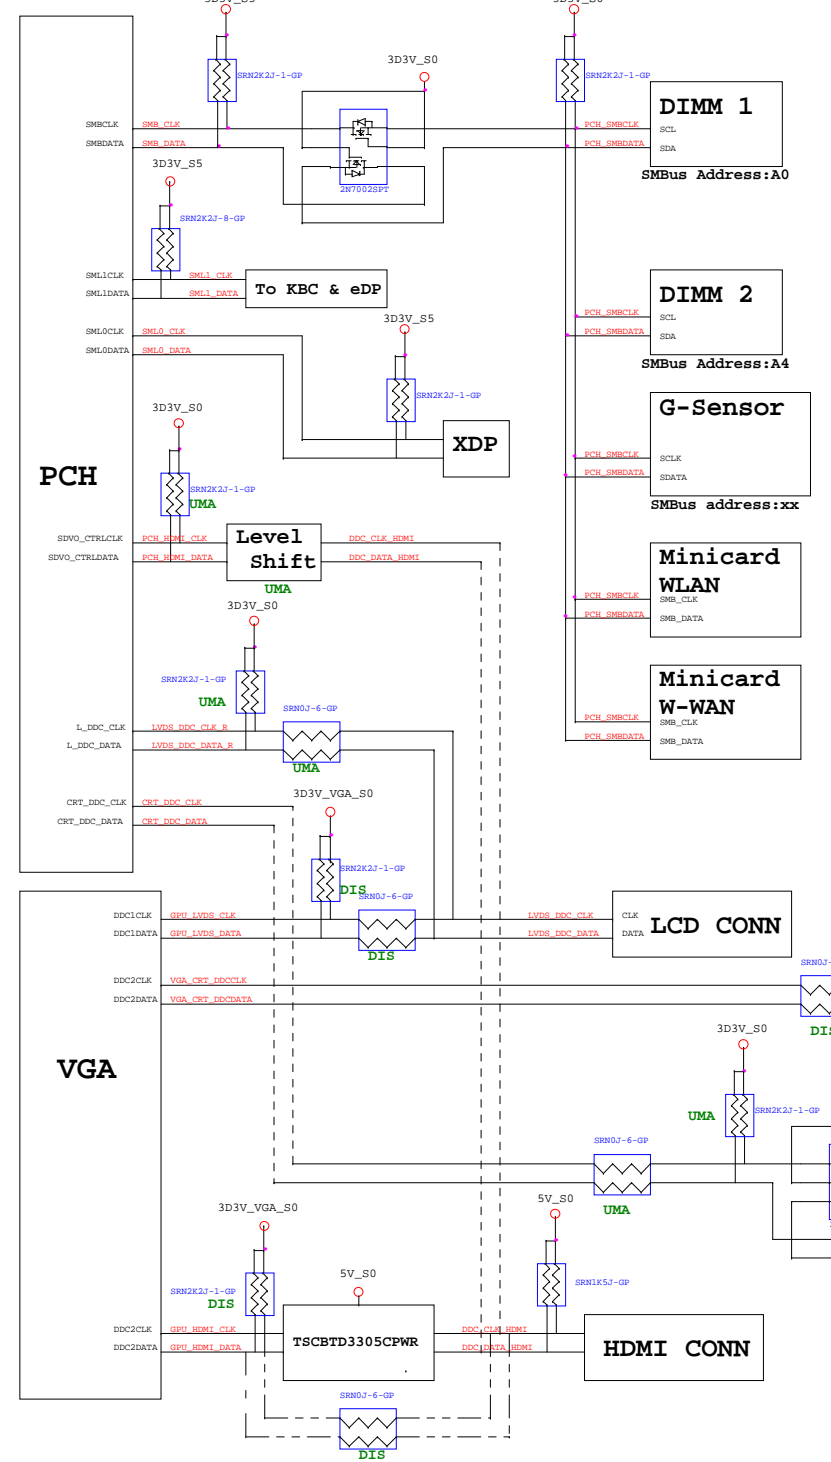 3D3V_S5
3D3V_S0
3D3V_S0
SRN2K2J-1-GP
SRN2K2J-1-GP
DIMM 1
SMBCLK
SMB_CLK
PCH_SMBCLK
SCL
SMBDATA
SMB_DATA
PCH_SMBDATA
SDA
3D3V_S5
SMBus Address:A0
2N7002SPT
SRN2K2J-8-GP
SML1CLK
SML1_CLK
To KBC & eDP
SML1DATA
SML1_DATA
DIMM 2
PCH_SMBCLK
SCL
SML0CLK
SML0_CLK
3D3V_S5
PCH_SMBDATA
SDA
SML0DATA
SML0_DATA
SMBus Address:A4
SRN2K2J-1-GP
G-Sensor
3D3V_S0
XDP
PCH_SMBCLK
SCLK
PCH
PCH_SMBDATA
SDATA
SRN2K2J-1-GP
UMA
SMBus address:xx
SDVO_CTRLCLK
PCH_HDMI_CLK
Level
Shift
DDC_CLK_HDMI
SDVO_CTRLDATA
PCH_HDMI_DATA
DDC_DATA_HDMI
UMA
Minicard
WLAN
PCH_SMBCLK
SMB_CLK
PCH_SMBDATA
SMB_DATA
3D3V_S0
SRN2K2J-1-GP
UMA
SRN0J-6-GP
Minicard
W-WAN
PCH_SMBCLK
SMB_CLK
PCH_SMBDATA
SMB_DATA
L_DDC_CLK
LVDS_DDC_CLK_R
L_DDC_DATA
LVDS_DDC_DATA_R
UMA
3D3V_VGA_S0
CRT_DDC_CLK
CRT_DDC_CLK
CRT_DDC_DATA
CRT_DDC_DATA
SRN2K2J-1-GP
DIS
SRN0J-6-GP
DDC1CLK
GPU_LVDS_CLK
LVDS_DDC_CLK
CLK
LCD CONN
DDC1DATA
GPU_LVDS_DATA
LVDS_DDC_DATA
DATA
DIS
SRN0J-
DDC2CLK
VGA_CRT_DDCCLK
DDC2DATA
VGA_CRT_DDCDATA
DIS
3D3V_S0
VGA
UMA
SRN2K2J-1-GP
SRN0J-6-GP
UMA
3D3V_VGA_S0
5V_S0
5V_S0
SRN2K2J-1-GP
DIS
SRN1K5J-GP
DDC2CLK
GPU_HDMI_CLK
TSCBTD3305CPWR
DDC_CLK_HDMI
HDMI CONN
DDC2DATA
GPU_HDMI_DATA
DDC_DATA_HDMI
SRN0J-6-GP
DIS